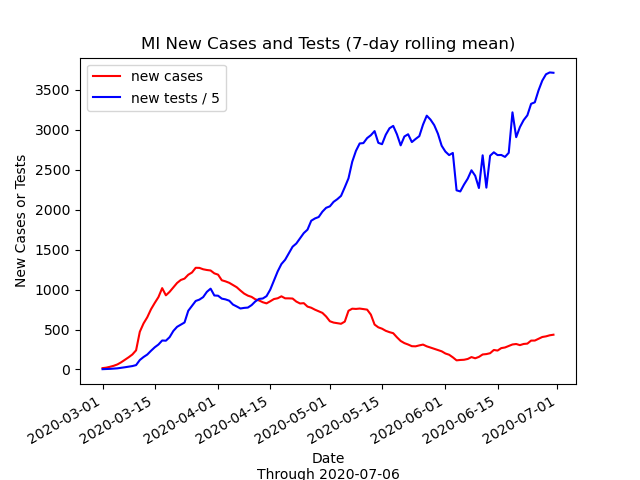 MI New Cases and Tests (7-day rolling mean)
new cases
new tests / 5
New Cases or Tests
3500
3000
2500
2000
1500
1000
500
0
2020-03-01
2020-03-15
2020-04-01
2020-04-15
2020-05-01
2020-05-15
2020-06-01
2020-06-15
2020-07-01
Date
Through 2020-07-06